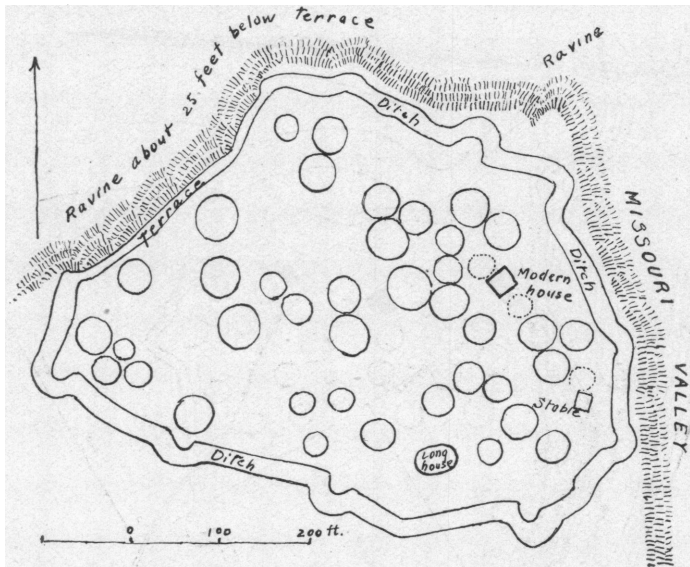 Ravine about 25 feet below terrace
Ravine
Ditch
Terrace
MISSOURI
VALLEY
Ditch
Modern
house
Stable
Long
house
Ditch
0 100 200 ft.